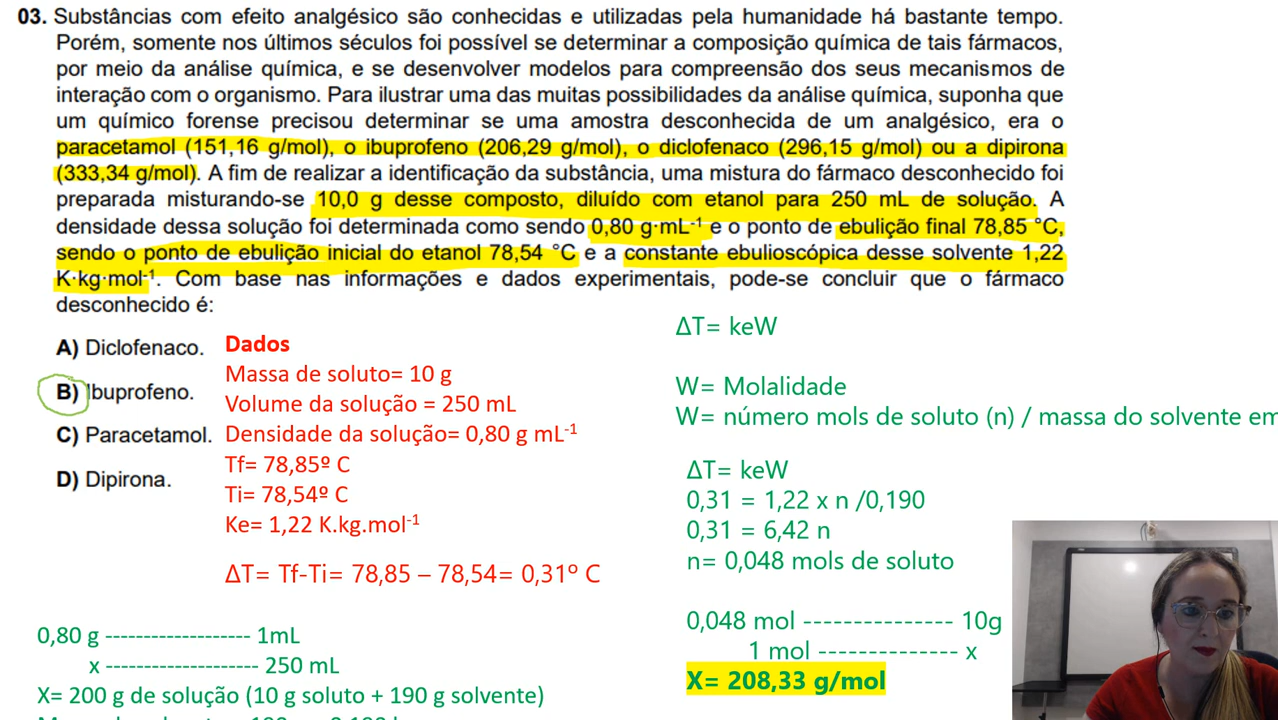 03. Substâncias com efeito analgésico são conhecidas e utilizadas pela humanidade há bastante tempo.
Porém, somente nos últimos séculos foi possível se determinar a composição química de tais fármacos,
por meio da análise química, e se desenvolver modelos para compreensão dos seus mecanismos de
interação com o organismo. Para ilustrar uma das muitas possibilidades da análise química, suponha que
um químico forense precisou determinar se uma amostra desconhecida de um analgésico, era o
paracetamol (151,16 g/mol), o ibuprofeno (206,29 g/mol), o diclofenaco (296,15 g/mol) ou a dipirona
(333,34 g/mol). A fim de realizar a identificação da substância, uma mistura do fármaco desconhecido foi
preparada misturando-se 10,0 g desse composto, diluído com etanol para 250 mL de solução. A
densidade dessa solução foi determinada como sendo 0,80 g·mL⁻¹ e o ponto de ebulição final 78,85 °C,
sendo o ponto de ebulição inicial do etanol 78,54 °C e a constante ebulioscópica desse solvente 1,22
K·kg·mol⁻¹. Com base nas informações e dados experimentais, pode-se concluir que o fármaco
desconhecido é:
A) Diclofenaco.
B) Ibuprofeno.
C) Paracetamol.
D) Dipirona.
Dados
Massa de soluto= 10 g
Volume da solução = 250 mL
Densidade da solução= 0,80 g mL⁻¹
Tf= 78,85º C
Ti= 78,54º C
Ke= 1,22 K.kg.mol⁻¹
ΔT= Tf-Ti= 78,85 – 78,54= 0,31º C
0,80 g ------------------- 1mL
x -------------------- 250 mL
X= 200 g de solução (10 g soluto + 190 g solvente)
ΔT= keW
W= Molalidade
W= número mols de soluto (n) / massa do solvente em
ΔT= keW
0,31 = 1,22 x n /0,190
0,31 = 6,42 n
n= 0,048 mols de soluto
0,048 mol --------------- 10g
1 mol -------------- x
X= 208,33 g/mol